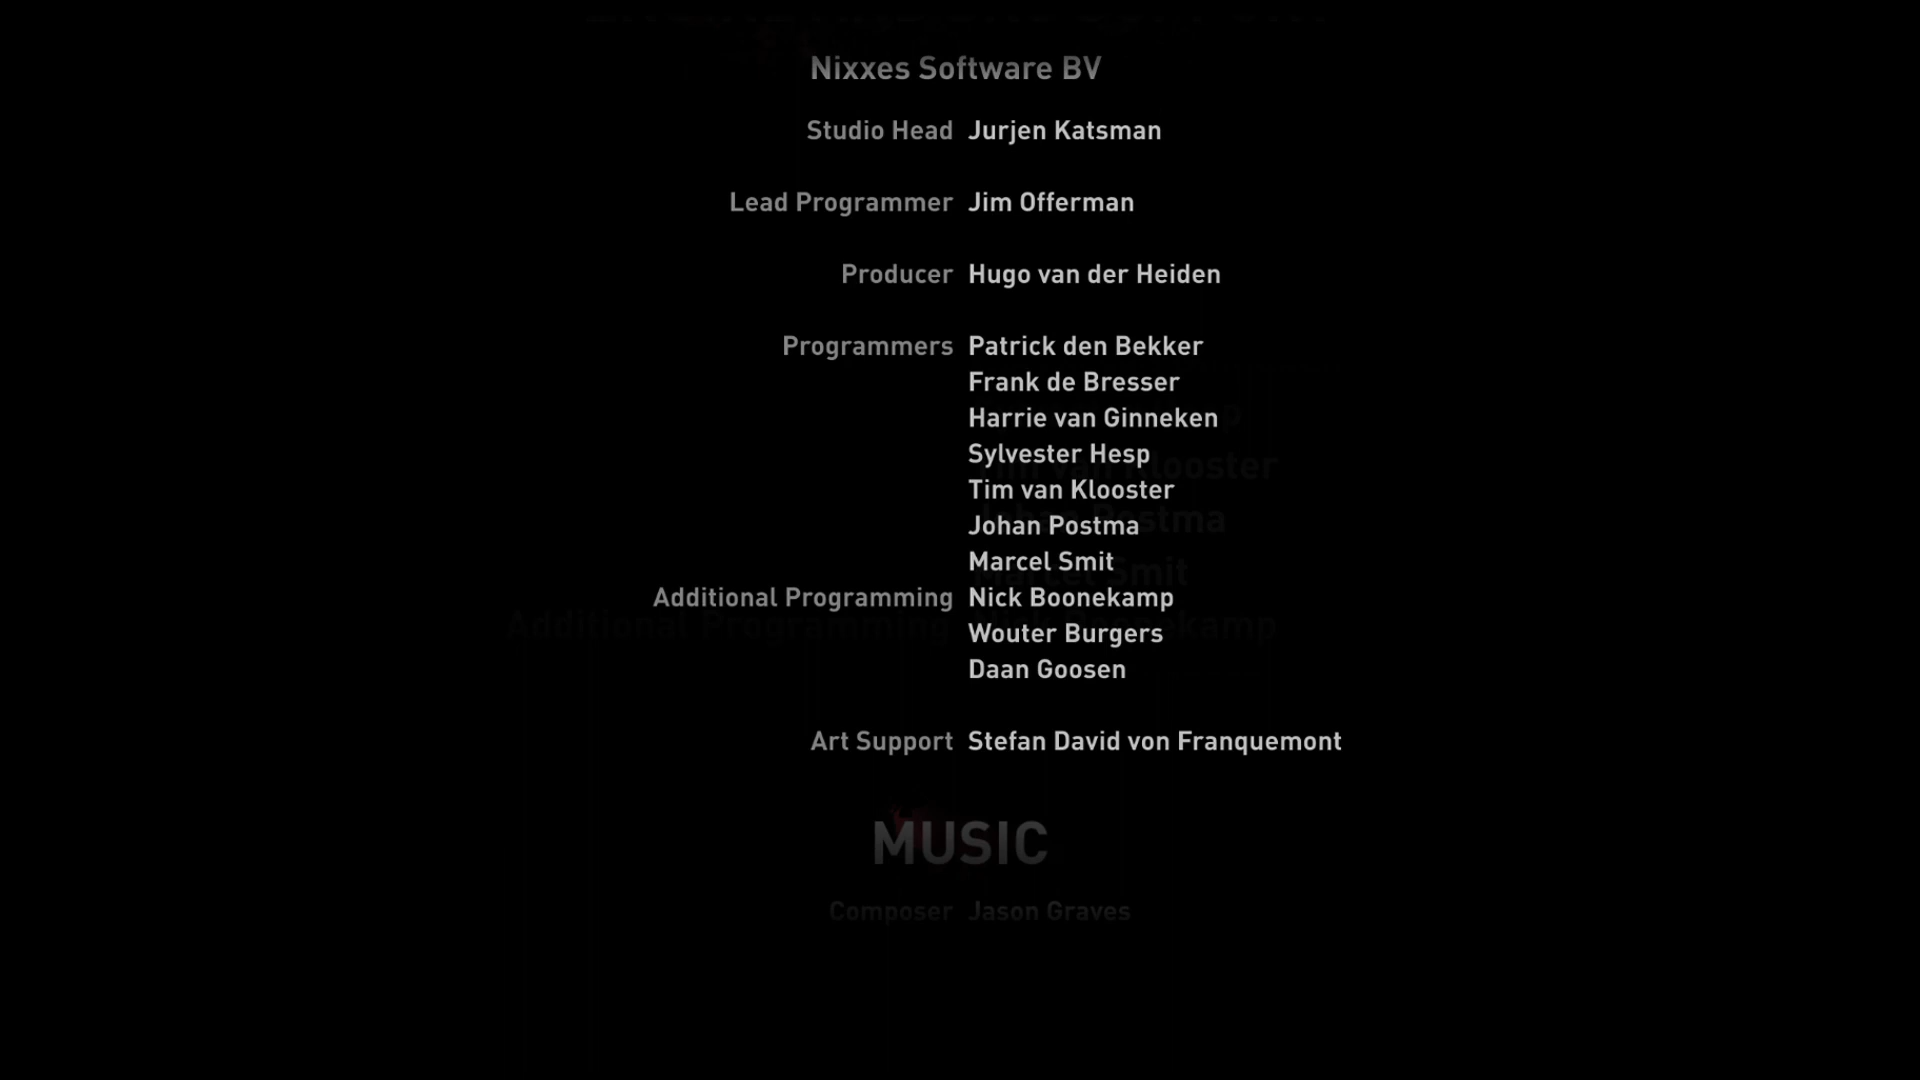 Nixxes Software BV
Studio Head Jurjen Katsman
Lead Programmer Jim Offerman
Producer Hugo van der Heiden
Programmers Patrick den Bekker
Frank de Bresser
Harrie van Ginneken
Sylvester Hesp
Tim van Klooster
Johan Postma
Marcel Smit
Additional Programming Nick Boonekamp
Wouter Burgers
Daan Goosen
Art Support Stefan David von Franquemont
MUSIC
Composer Jason Graves